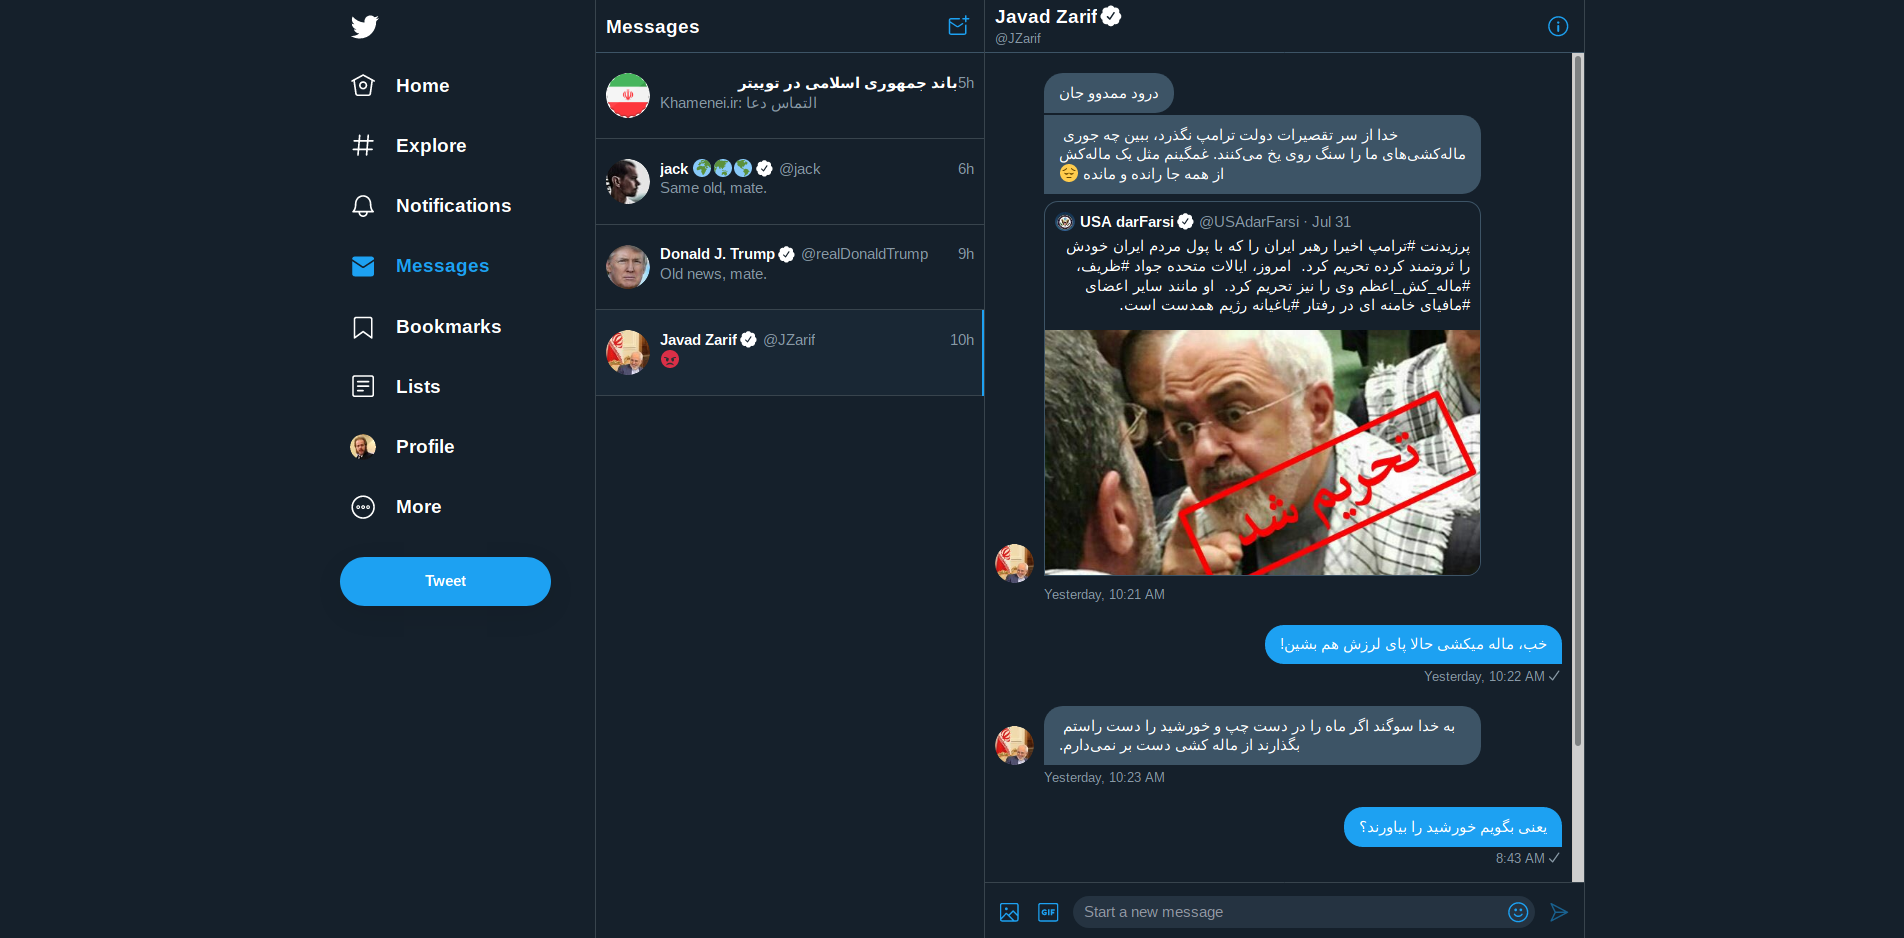 Home
Explore
Notifications
Messages
Bookmarks
Lists
Profile
More
Tweet
Messages
باند جمهوری اسلامی در توییتر 5h
Khamenei.ir: التماس دعا
jack 🌍🌏🌎 @jack 6h
Same old, mate.
Donald J. Trump @realDonaldTrump 9h
Old news, mate.
Javad Zarif @JZarif 10h
😡
Javad Zarif
@JZarif
درود ممدوو جان
خدا از سر تقصیرات دولت ترامپ نگذرد، ببین چه جوری
ماله‌کشی‌های ما را سنگ روی یخ می‌کنند. غمگینم مثل یک ماله‌کش
از همه جا رانده و مانده 😔
USA darFarsi @USAdarFarsi · Jul 31
پرزیدنت #ترامپ اخیرا رهبر ایران را که با پول مردم ایران خودش
را ثروتمند کرده تحریم کرد. امروز، ایالات متحده جواد #ظریف،
#ماله_کش_اعظم وی را نیز تحریم کرد. او مانند سایر اعضای
#مافیای خامنه ای در رفتار #یاغیانه رژیم همدست است.
تحریم شد
Yesterday, 10:21 AM
خب، ماله میکشی حالا پای لرزش هم بشین!
Yesterday, 10:22 AM
به خدا سوگند اگر ماه را در دست چپ و خورشید را دست راستم
بگذارند از ماله کشی دست بر نمی‌دارم.
Yesterday, 10:23 AM
یعنی بگویم خورشید را بیاورند؟
8:43 AM
GIF
Start a new message